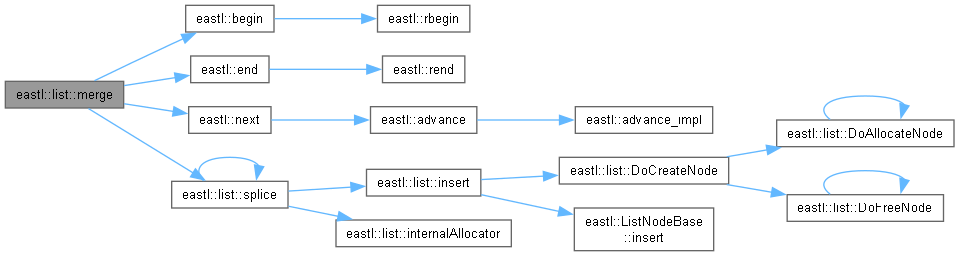 eastl::list::merge
eastl::begin
eastl::rbegin
eastl::end
eastl::rend
eastl::next
eastl::advance
eastl::advance_impl
eastl::list::splice
eastl::list::insert
eastl::list::DoCreateNode
eastl::list::DoAllocateNode
eastl::list::DoFreeNode
eastl::ListNodeBase
::insert
eastl::list::internalAllocator